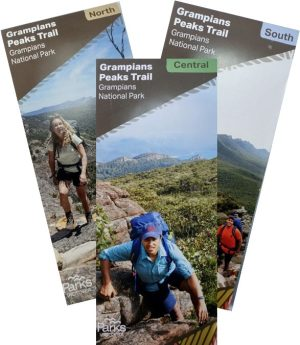 North
Grampians
Peaks Trail
Grampians
National Park
Central
Grampians
Peaks Trail
Grampians
National Park
South
Grampians
Peaks Trail
Grampians
National Park
Parks
Parks